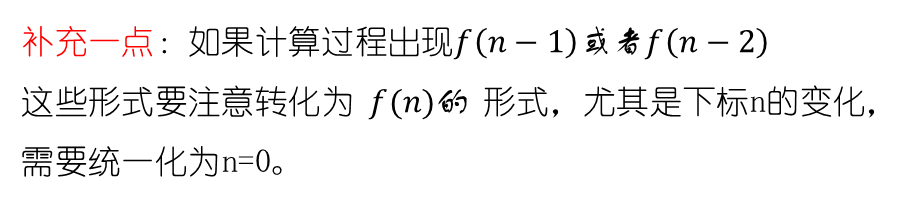 补充一点：如果计算过程出现f(n − 1)或者f(n − 2)
这些形式要注意转化为 f(n)的 形式，尤其是下标n的变化，
需要统一化为n=0。